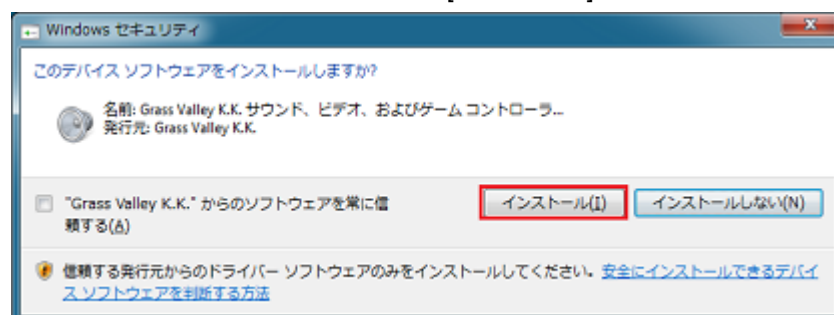 Windows セキュリティ
このデバイス ソフトウェアをインストールしますか?
名前: Grass Valley K.K. サウンド、ビデオ、およびゲーム コントローラ...
発行元: Grass Valley K.K.
"Grass Valley K.K." からのソフトウェアを常に信
頼する(A)
インストール(I)
インストールしない(N)
信頼する発行元からのドライバー ソフトウェアのみをインストールしてください。安全にインストールできるデバイ
ス ソフトウェアを判断する方法